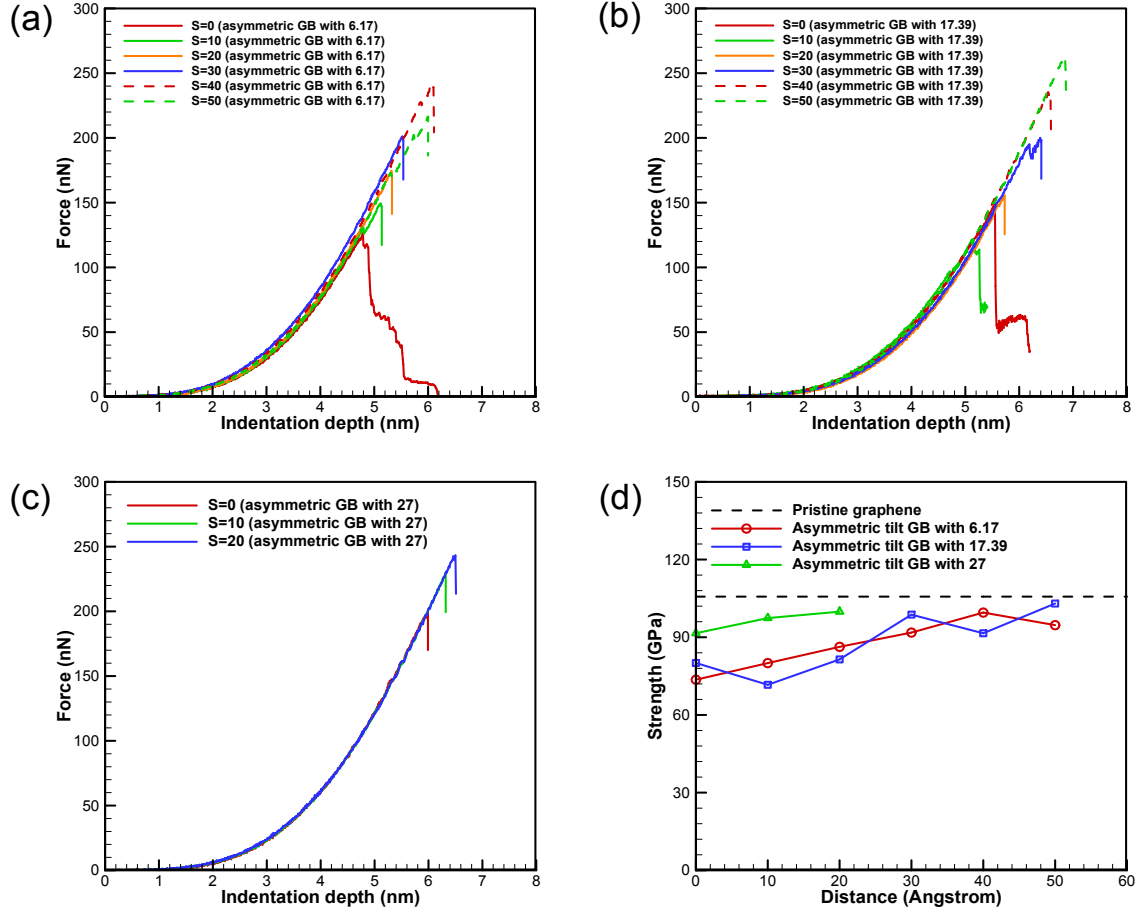 (a)
S=0 (asymmetric GB with 6.17)
S=10 (asymmetric GB with 6.17)
S=20 (asymmetric GB with 6.17)
S=30 (asymmetric GB with 6.17)
S=40 (asymmetric GB with 6.17)
S=50 (asymmetric GB with 6.17)
Force (nN)
300
250
200
150
100
50
0
0 1 2 3 4 5 6 7 8
Indentation depth (nm)
(b)
S=0 (asymmetric GB with 17.39)
S=10 (asymmetric GB with 17.39)
S=20 (asymmetric GB with 17.39)
S=30 (asymmetric GB with 17.39)
S=40 (asymmetric GB with 17.39)
S=50 (asymmetric GB with 17.39)
Force (nN)
300
250
200
150
100
50
0
0 1 2 3 4 5 6 7 8
Indentation depth (nm)
(c)
S=0 (asymmetric GB with 27)
S=10 (asymmetric GB with 27)
S=20 (asymmetric GB with 27)
Force (nN)
300
250
200
150
100
50
0
0 1 2 3 4 5 6 7 8
Indentation depth (nm)
(d)
Pristine graphene
Asymmetric tilt GB with 6.17
Asymmetric tilt GB with 17.39
Asymmetric tilt GB with 27
Strength (GPa)
150
120
90
60
30
0
0 10 20 30 40 50 60
Distance (Angstrom)